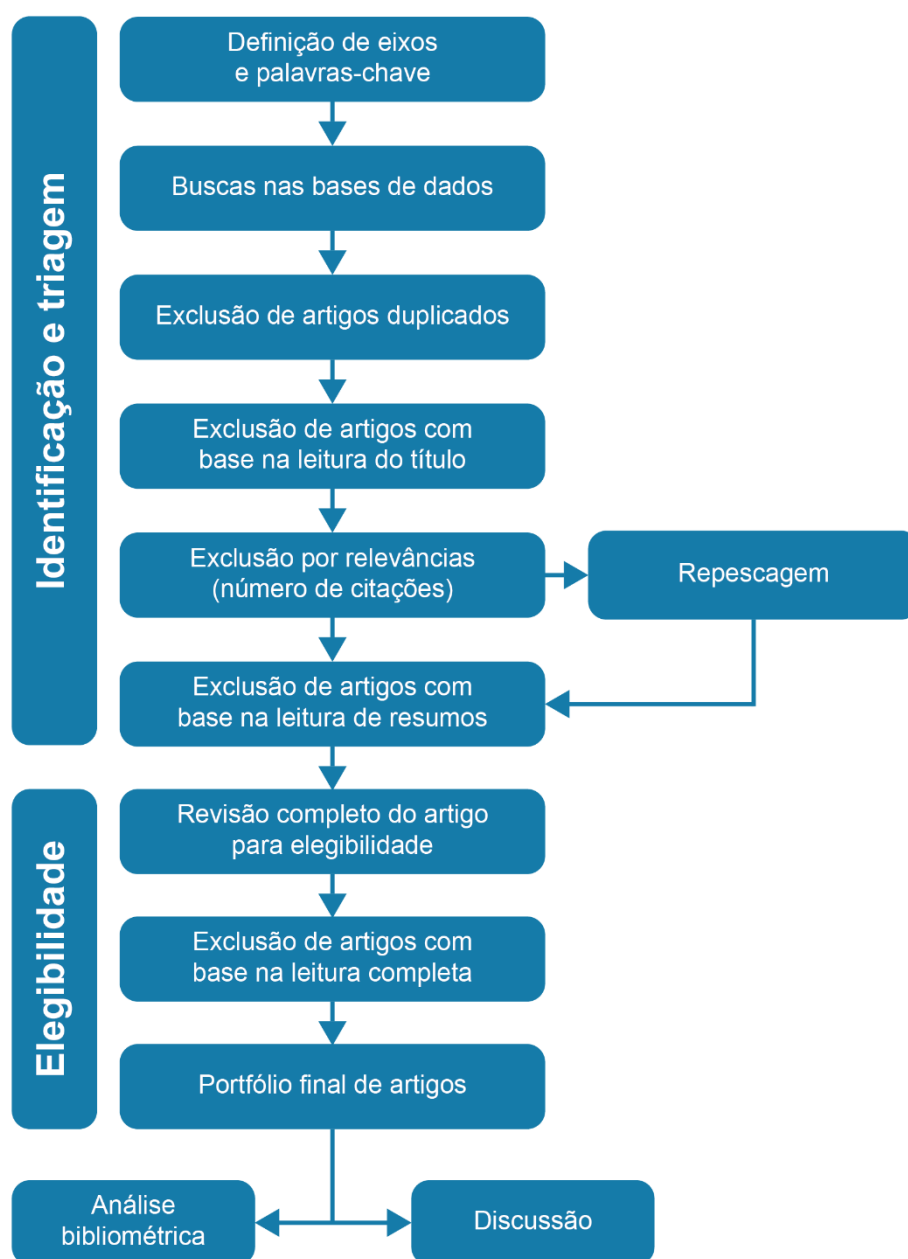 Identificação e triagem
Definição de eixos
e palavras-chave
Buscas nas bases de dados
Exclusão de artigos duplicados
Exclusão de artigos com
base na leitura do título
Exclusão por relevâncias
(número de citações)
Repescagem
Exclusão de artigos com
base na leitura de resumos
Elegibilidade
Revisão completo do artigo
para elegibilidade
Exclusão de artigos com
base na leitura completa
Portfólio final de artigos
Análise
bibliométrica
Discussão